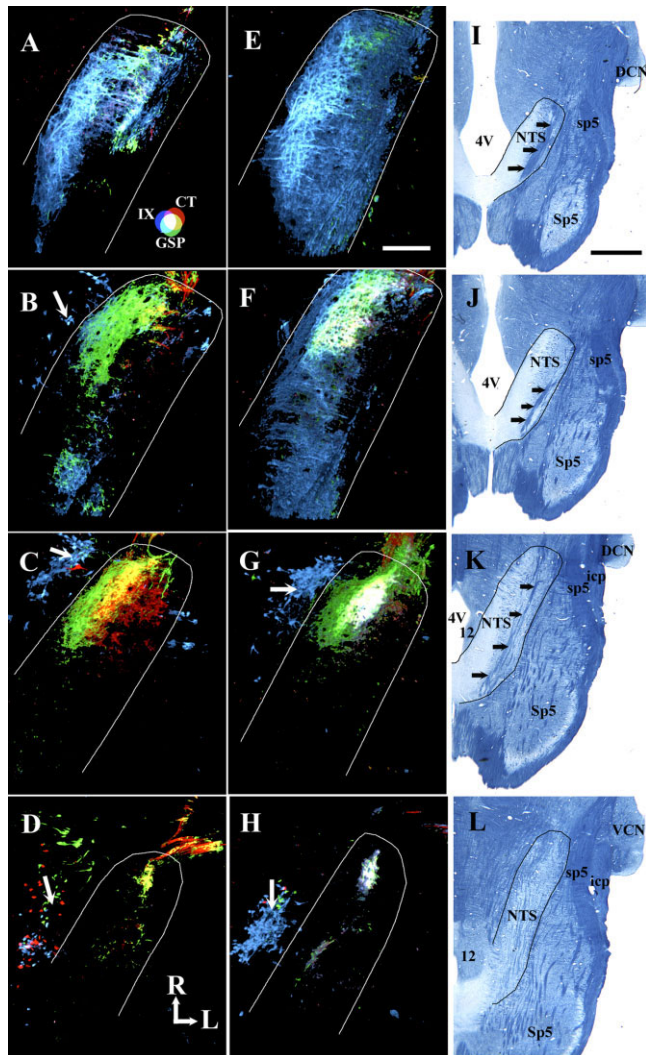 A
IX
CT
GSP
E
I
DCN
sp5
NTS
4V
Sp5
B
F
J
NTS
sp5
4V
Sp5
C
G
K
DCN
icp
sp5
4V
NTS
12
Sp5
D
R
L
H
L
VCN
sp5
icp
NTS
12
Sp5